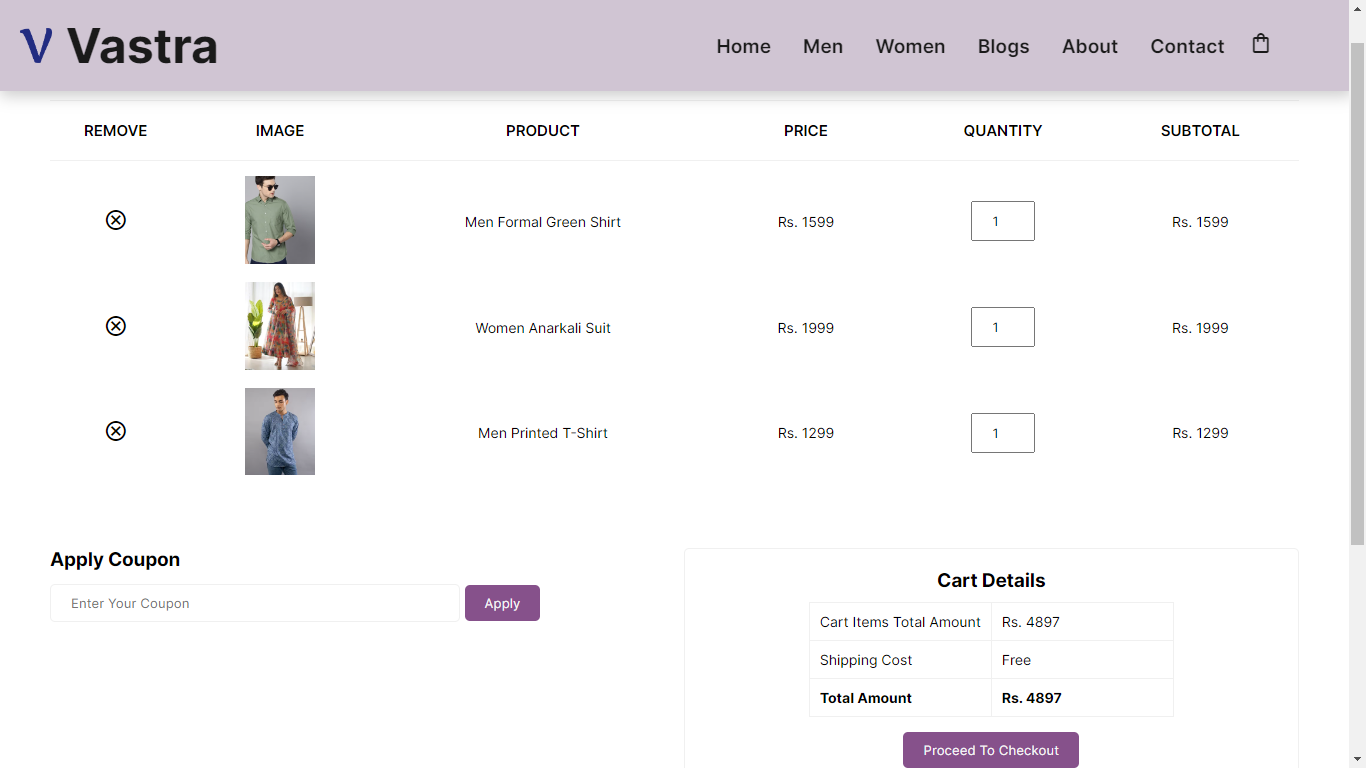 V Vastra
Home Men Women Blogs About Contact
REMOVE IMAGE PRODUCT PRICE QUANTITY SUBTOTAL
Men Formal Green Shirt Rs. 1599 1 Rs. 1599
Women Anarkali Suit Rs. 1999 1 Rs. 1999
Men Printed T-Shirt Rs. 1299 1 Rs. 1299
Apply Coupon
Enter Your Coupon Apply
Cart Details
Cart Items Total Amount Rs. 4897
Shipping Cost Free
Total Amount Rs. 4897
Proceed To Checkout